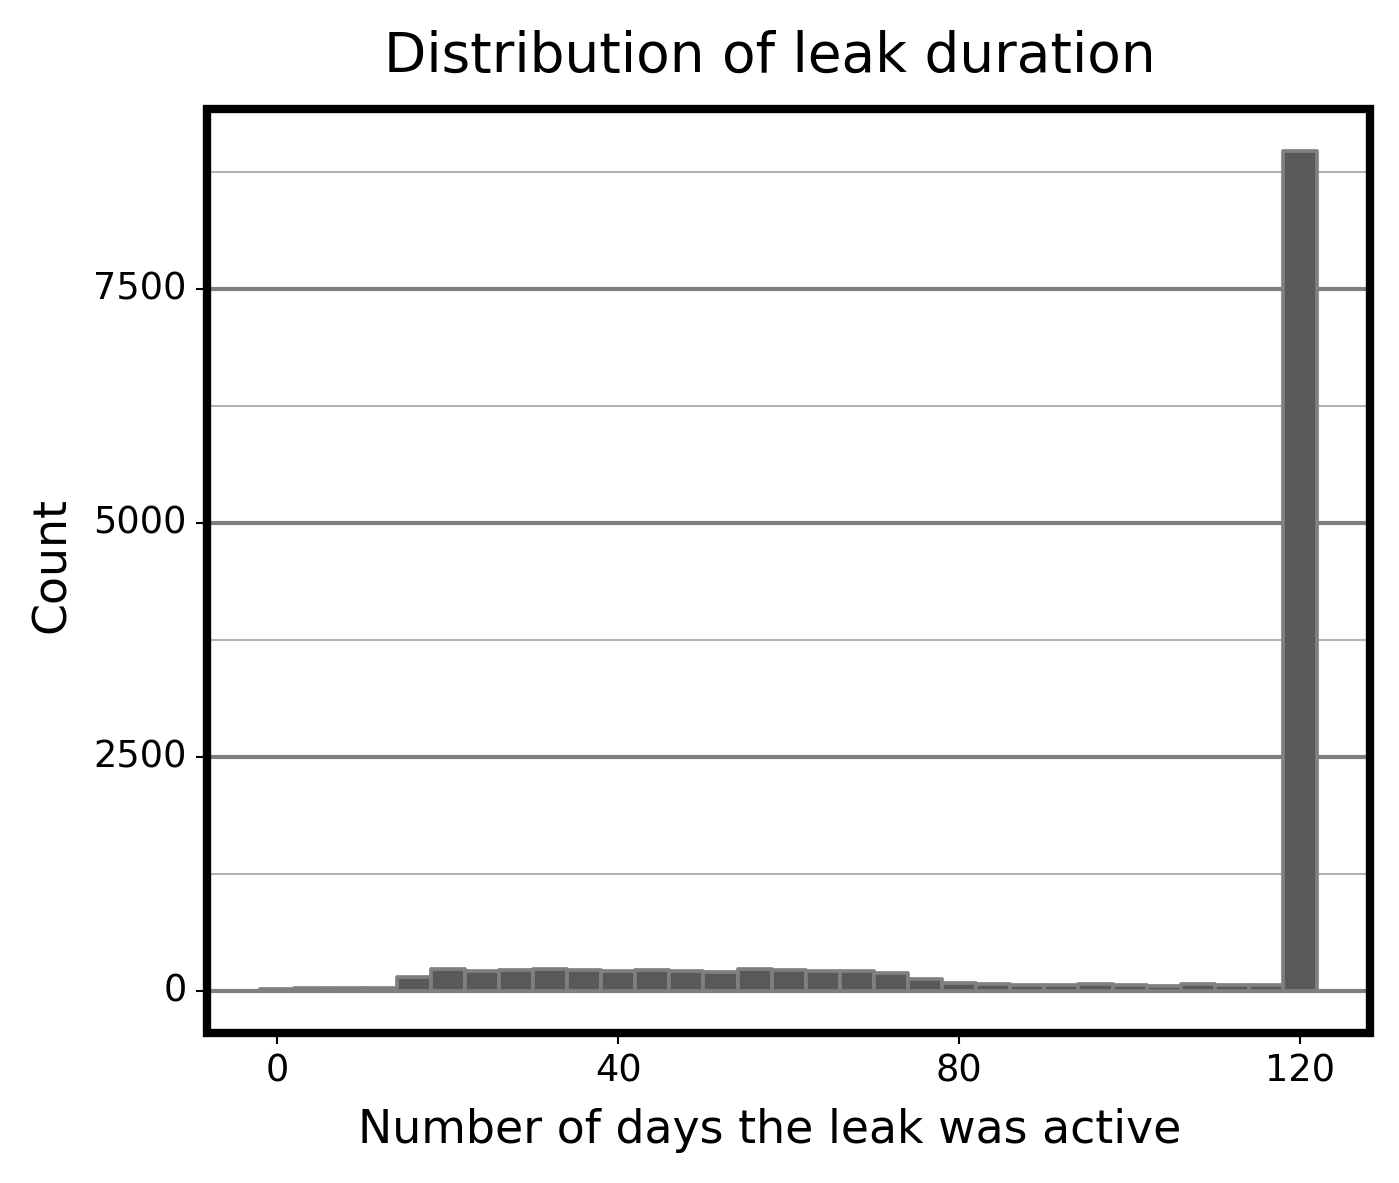 Distribution of leak duration
7500
5000
2500
0
Count
0 40 80 120
Number of days the leak was active